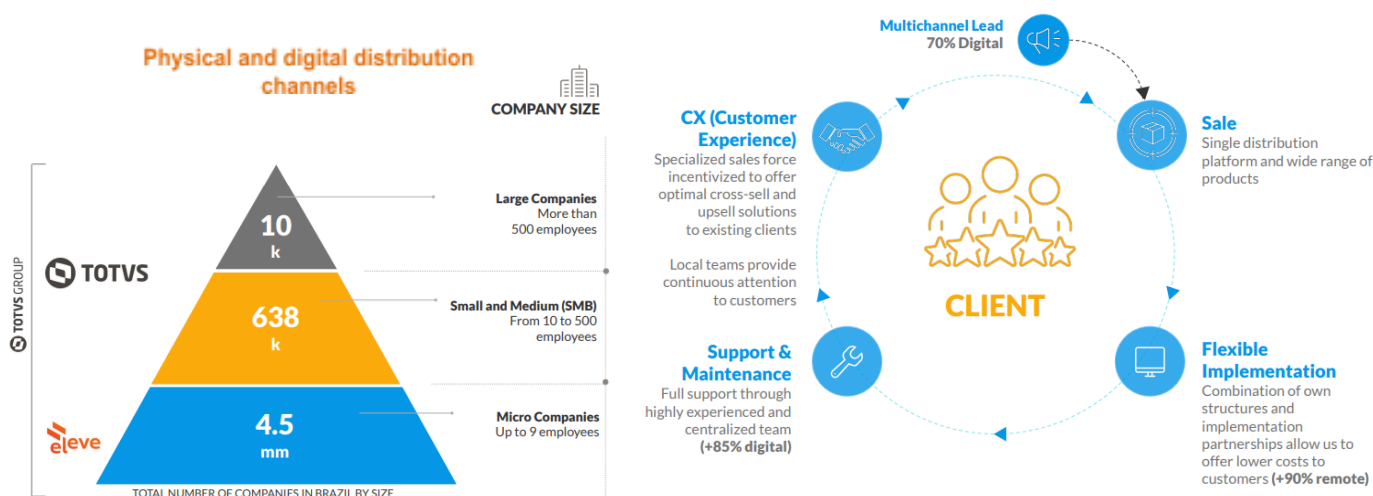 Physical and digital distribution
channels
COMPANY SIZE
TOTVS GROUP
TOTVS
eleve
10
k
638
k
4.5
mm
Large Companies
More than
500 employees
Small and Medium (SMB)
From 10 to 500
employees
Micro Companies
Up to 9 employees
TOTAL NUMBER OF COMPANIES IN BRAZIL BY SIZE
Multichannel Lead
70% Digital
CX (Customer
Experience)
Specialized sales force
incentivized to offer
optimal cross-sell and
upsell solutions
to existing clients
Local teams provide
continuous attention
to customers
Sale
Single distribution
platform and wide range of
products
CLIENT
Support &
Maintenance
Full support through
highly experienced and
centralized team
(+85% digital)
Flexible
Implementation
Combination of own
structures and
implementation
partnerships allow us to
offer lower costs to
customers (+90% remote)